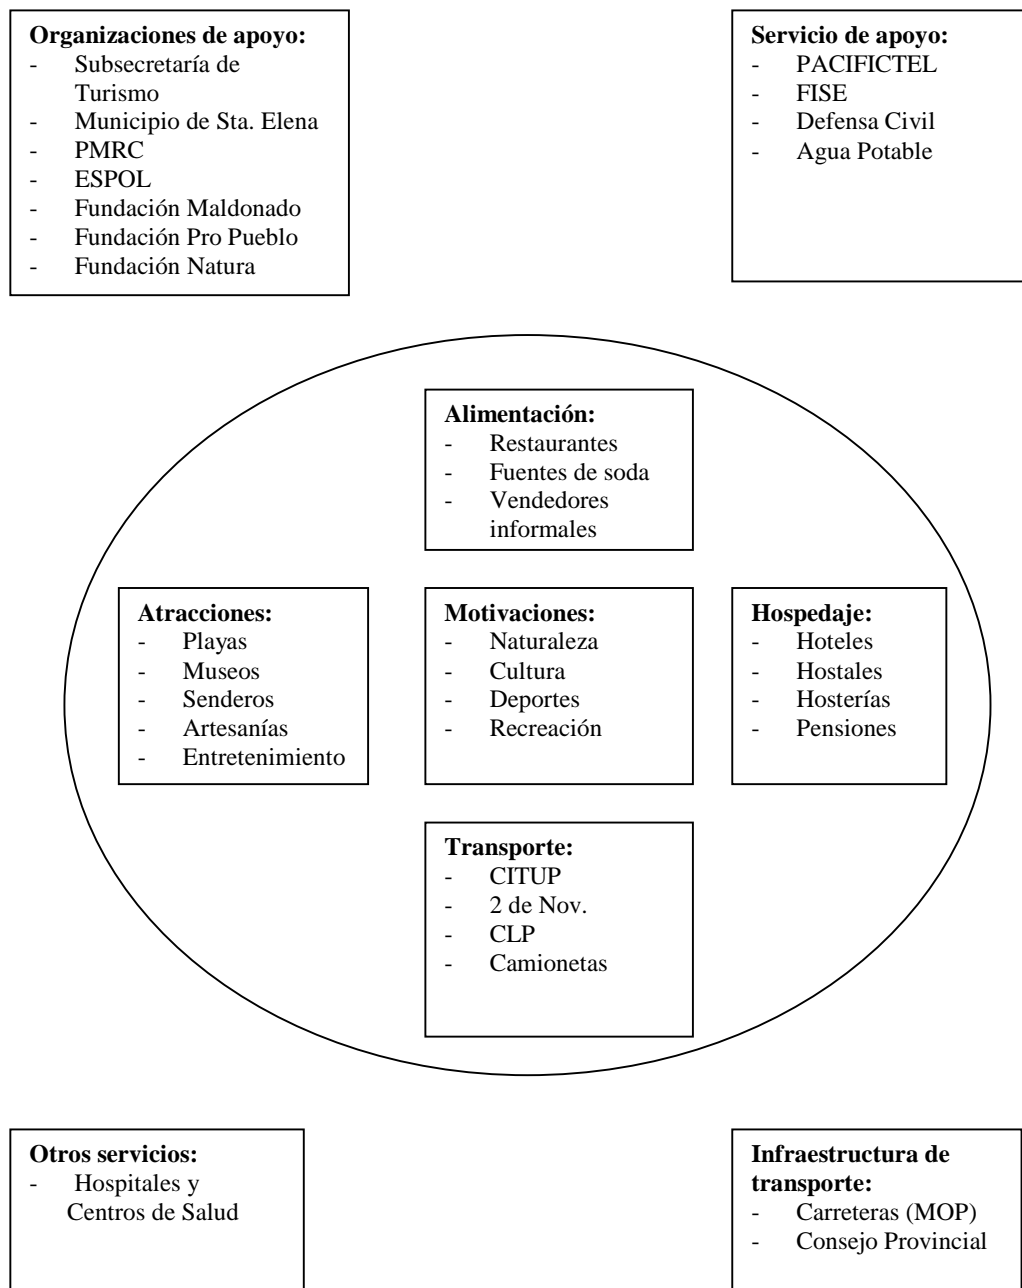 Organizaciones de apoyo:
- Subsecretaría de
Turismo
- Municipio de Sta. Elena
- PMRC
- ESPOL
- Fundación Maldonado
- Fundación Pro Pueblo
- Fundación Natura
Servicio de apoyo:
- PACIFICTEL
- FISE
- Defensa Civil
- Agua Potable
Alimentación:
- Restaurantes
- Fuentes de soda
- Vendedores
informales
Atracciones:
- Playas
- Museos
- Senderos
- Artesanías
- Entretenimiento
Motivaciones:
- Naturaleza
- Cultura
- Deportes
- Recreación
Hospedaje:
- Hoteles
- Hostales
- Hosterías
- Pensiones
Transporte:
- CITUP
- 2 de Nov.
- CLP
- Camionetas
Otros servicios:
- Hospitales y
Centros de Salud
Infraestructura de
transporte:
- Carreteras (MOP)
- Consejo Provincial